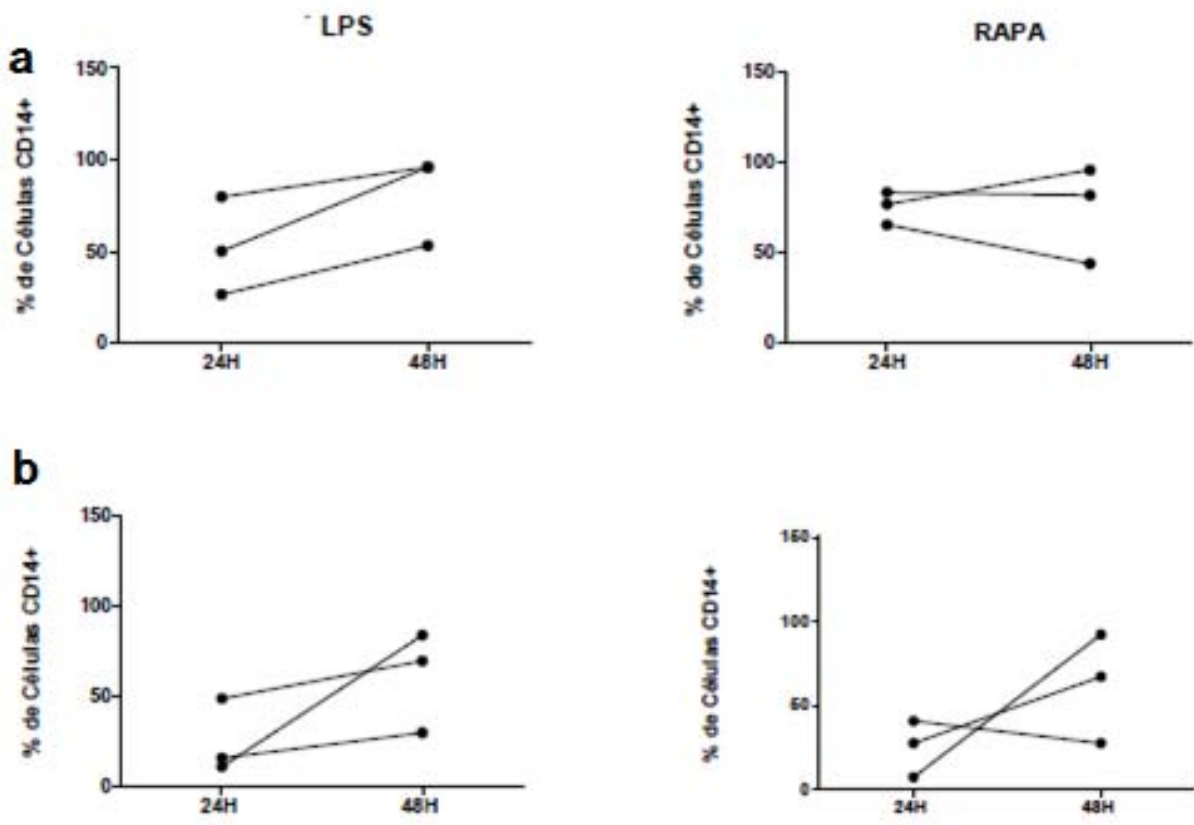 LPS
RAPA
a
% de Células CD14+
150
100
50
0
24H
48H
% de Células CD14+
150
100
50
0
24H
48H
b
% de Células CD14+
150
100
50
0
24H
48H
% de Células CD14+
150
100
50
0
24H
48H